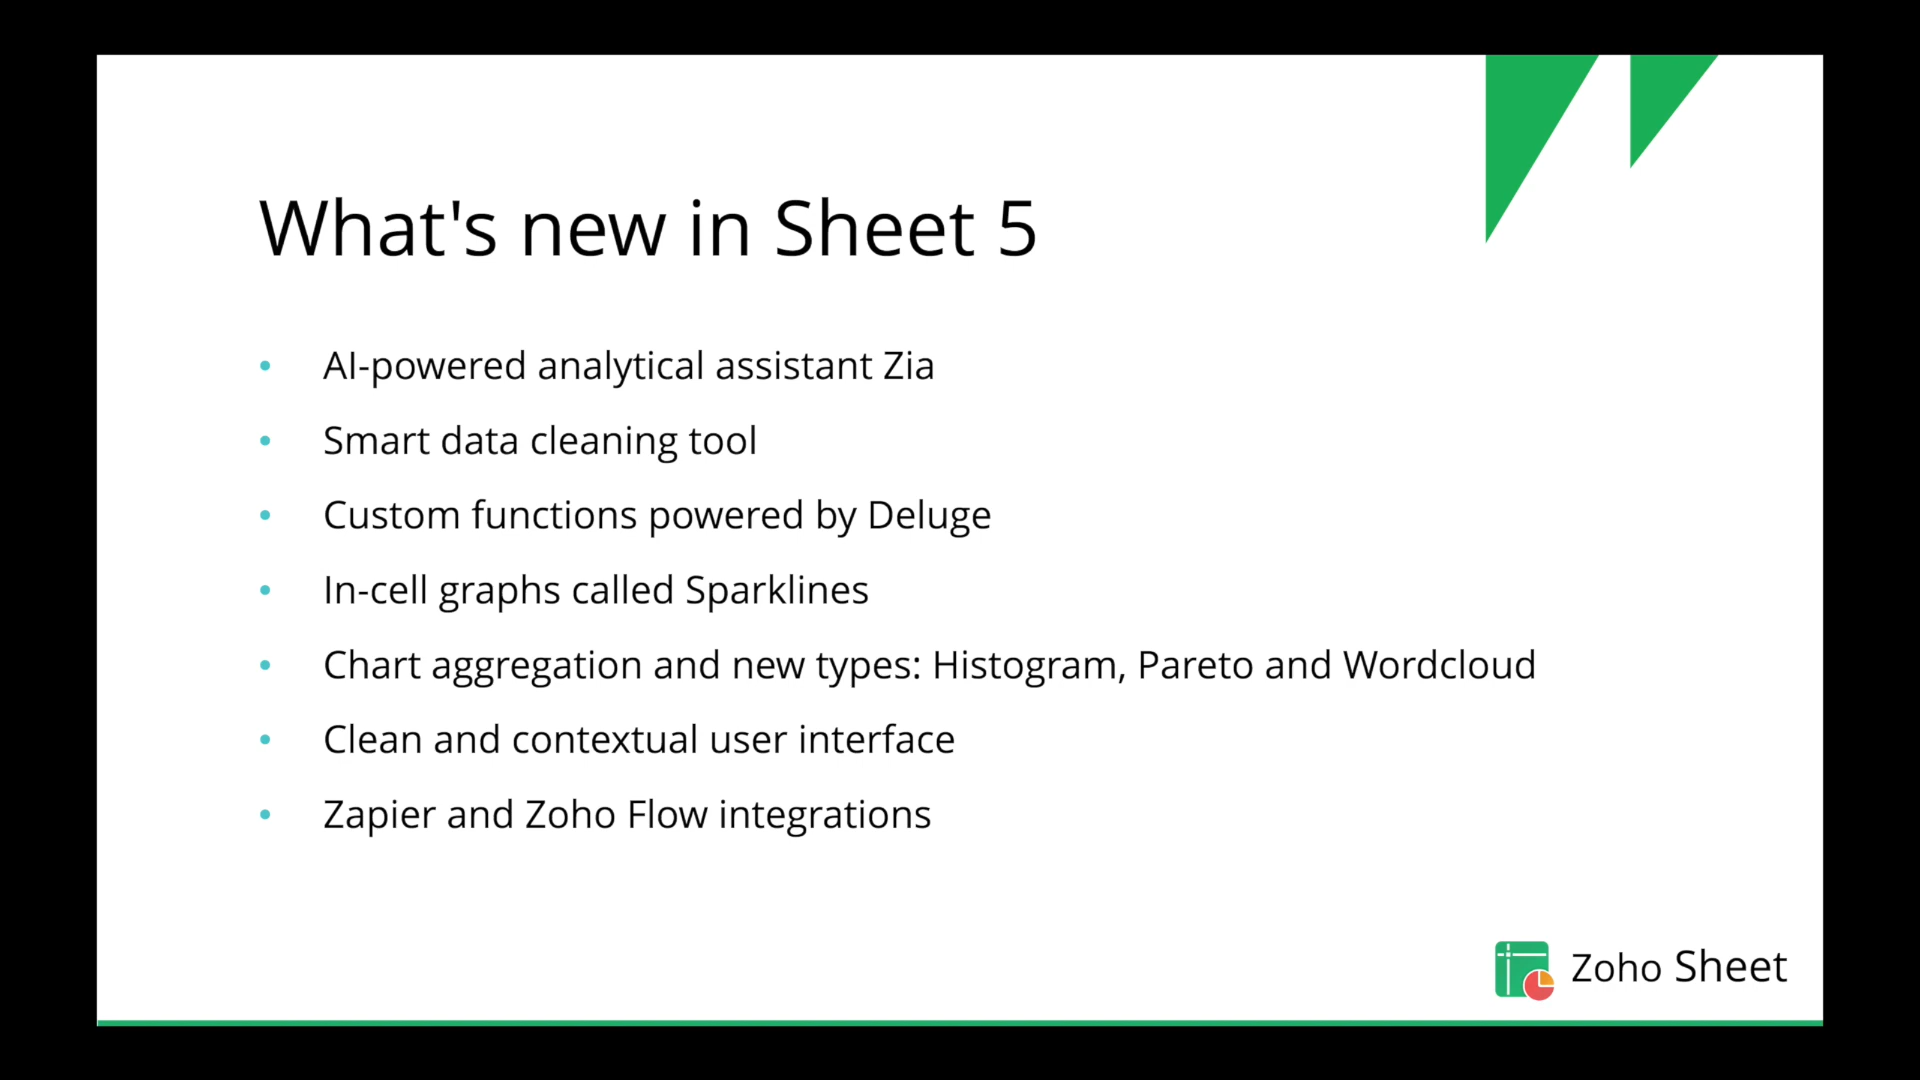 What's new in Sheet 5
• AI-powered analytical assistant Zia
• Smart data cleaning tool
• Custom functions powered by Deluge
• In-cell graphs called Sparklines
• Chart aggregation and new types: Histogram, Pareto and Wordcloud
• Clean and contextual user interface
• Zapier and Zoho Flow integrations
Zoho Sheet